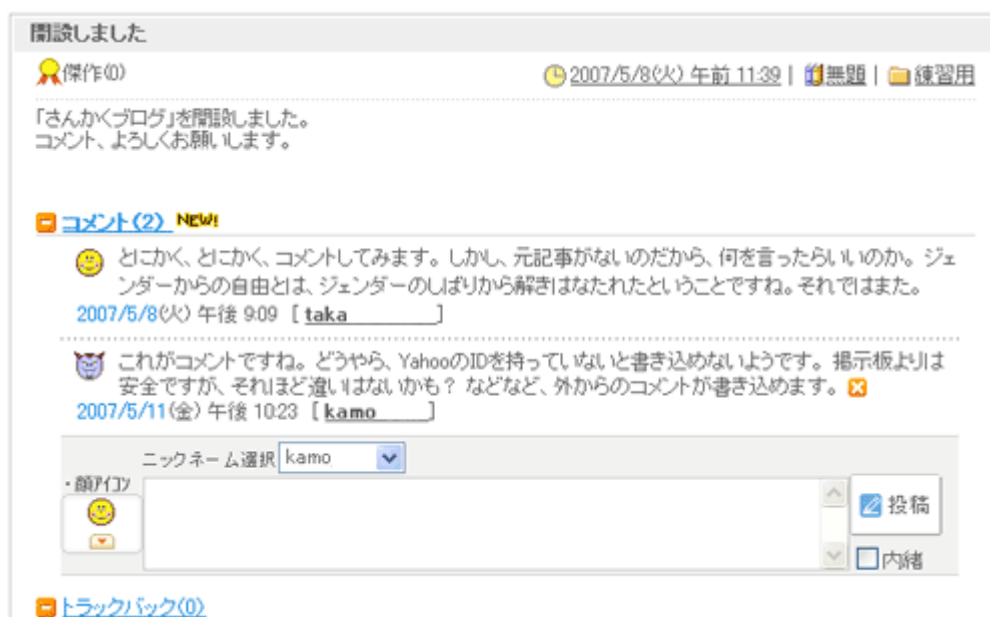 開設しました
傑作(0) 2007/5/8(火) 午前 11:39 | 無題 | 練習用
「さんかくブログ」を開設しました。
コメント、よろしくお願いします。
コメント(2) NEW!
とにかく、とにかく、コメントしてみます。しかし、元記事がないのだから、何を言ったらいいのか。ジェ
ンダーからの自由とは、ジェンダーのしばりから解きはなたれたということですね。それではまた。
2007/5/8(火) 午後 9:09 [ taka ]
これがコメントですね。どうやら、YahooのIDを持っていないと書き込めないようです。掲示板よりは
安全ですが、それほど違いはないかも? などなど、外からのコメントが書き込めます。
2007/5/11(金) 午後 10:23 [ kamo ]
ニックネーム選択 kamo
・顔アイコン
投稿
内緒
トラックバック(0)